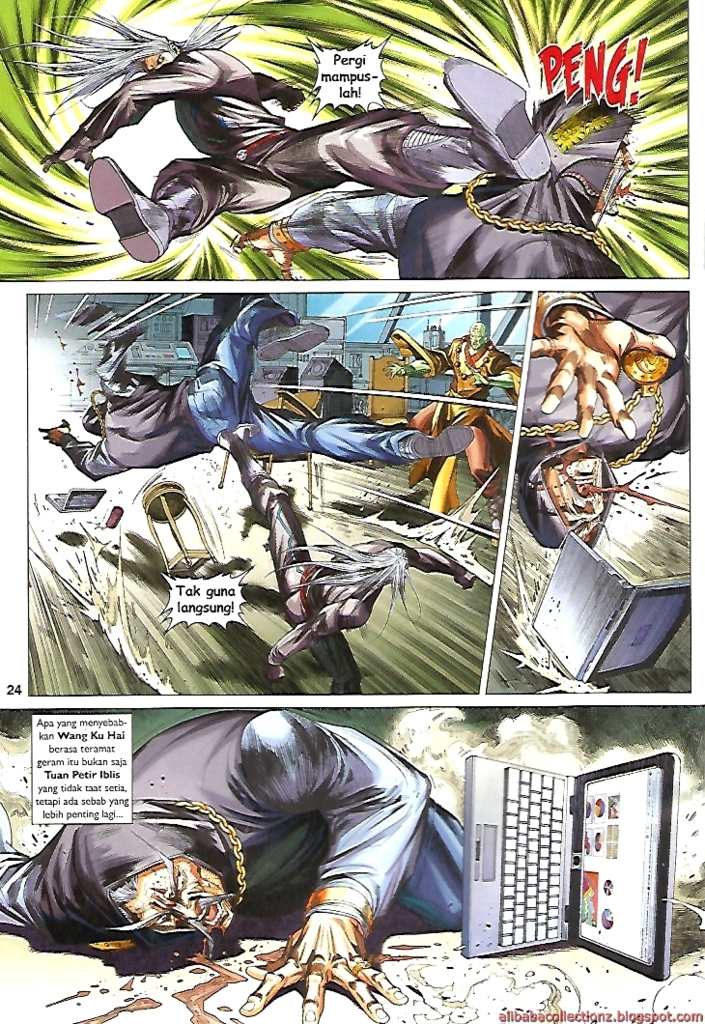 Pergi
mampus-
lah!
PENG!
Tak guna
langsung!
24
Apa yang menyebab-
kan Wang Ku Hai
berasa teramat
geram itu bukan saja
Tuan Petir Iblis
yang tidak taat setia,
tetapi ada sebab yang
lebih penting lagi...
alibabacollectionz.blogspot.com